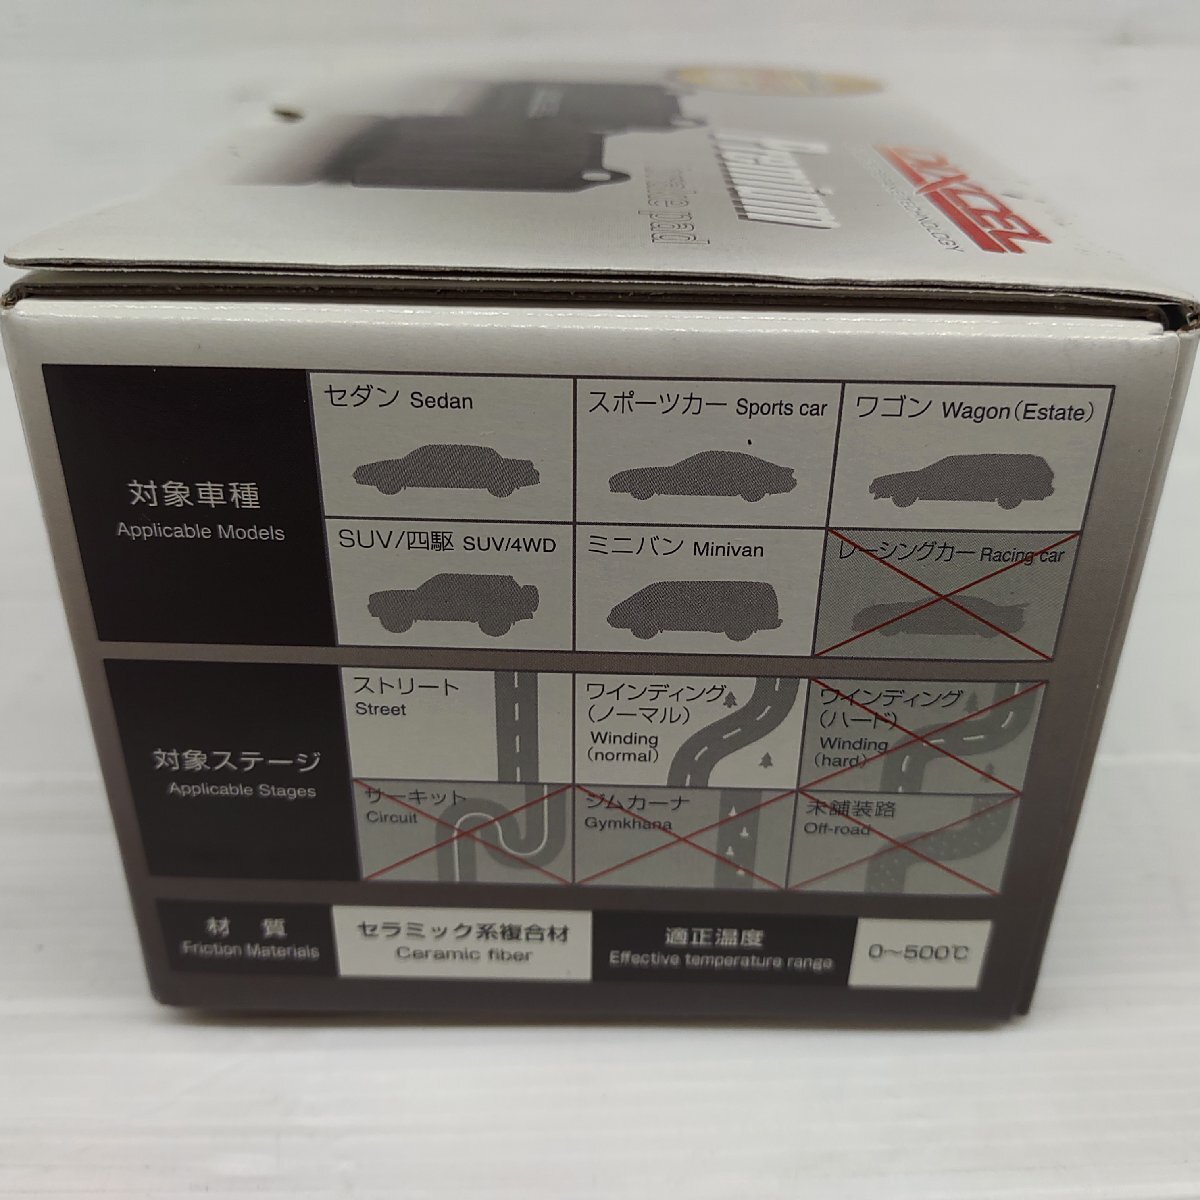 DIXCEL
Premium
brake pad
対象車種
Applicable Models
セダン Sedan
スポーツカー Sports car
ワゴン Wagon(Estate)
SUV/四駆 SUV/4WD
ミニバン Minivan
レーシングカー Racing car
対象ステージ
Applicable Stages
ストリート
Street
ワインディング
(ノーマル)
Winding
(normal)
ワインディング
(ハード)
Winding
(hard)
サーキット
Circuit
ジムカーナ
Gymkhana
未舗装路
Off-road
材 質
Friction Materials
セラミック系複合材
Ceramic fiber
適正温度
Effective temperature range
0~500℃